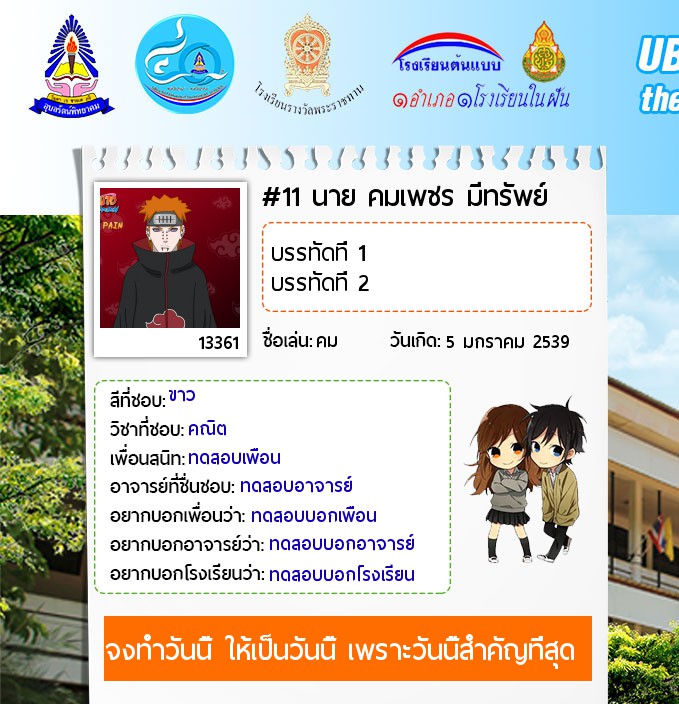 อุบลรัตน์พิทยาคม
โรงเรียนรางวัลพระราชทาน
โรงเรียนต้นแบบ
๑อำเภอ๑โรงเรียนในฝัน
UB
the
PAIN
13361
#11 นาย คมเพชร มีทรัพย์
บรรทัดที่ 1
บรรทัดที่ 2
ชื่อเล่น: คม วันเกิด: 5 มกราคม 2539
สีที่ชอบ: ขาว
วิชาที่ชอบ: คณิต
เพื่อนสนิท: ทดสอบเพื่อน
อาจารย์ที่ชื่นชอบ: ทดสอบอาจารย์
อยากบอกเพื่อนว่า: ทดสอบบอกเพื่อน
อยากบอกอาจารย์ว่า: ทดสอบบอกอาจารย์
อยากบอกโรงเรียนว่า: ทดสอบบอกโรงเรียน
จงทำวันนี้ ให้เป็นวันนี้ เพราะวันนี้สำคัญที่สุด